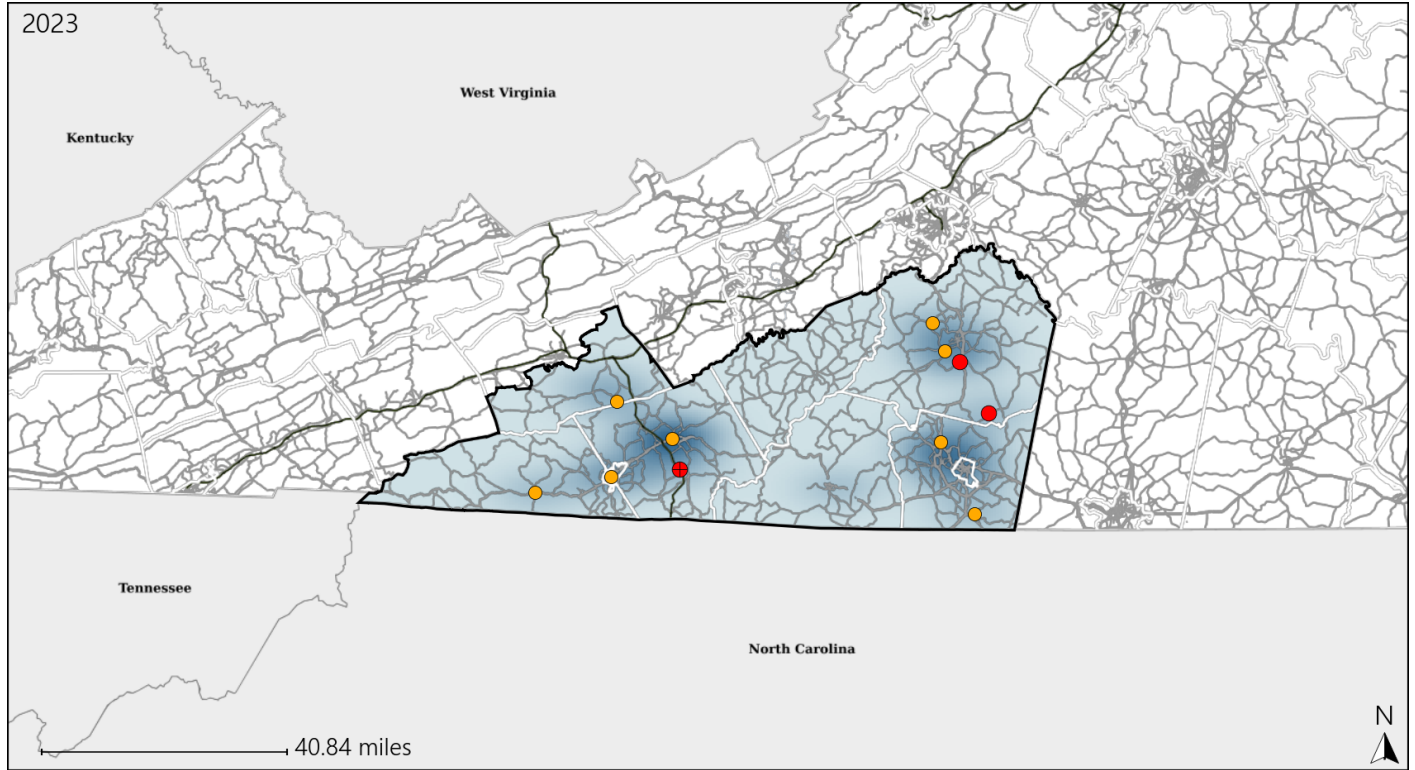 2023
West Virginia
Kentucky
Tennessee
North Carolina
N
40.84 miles